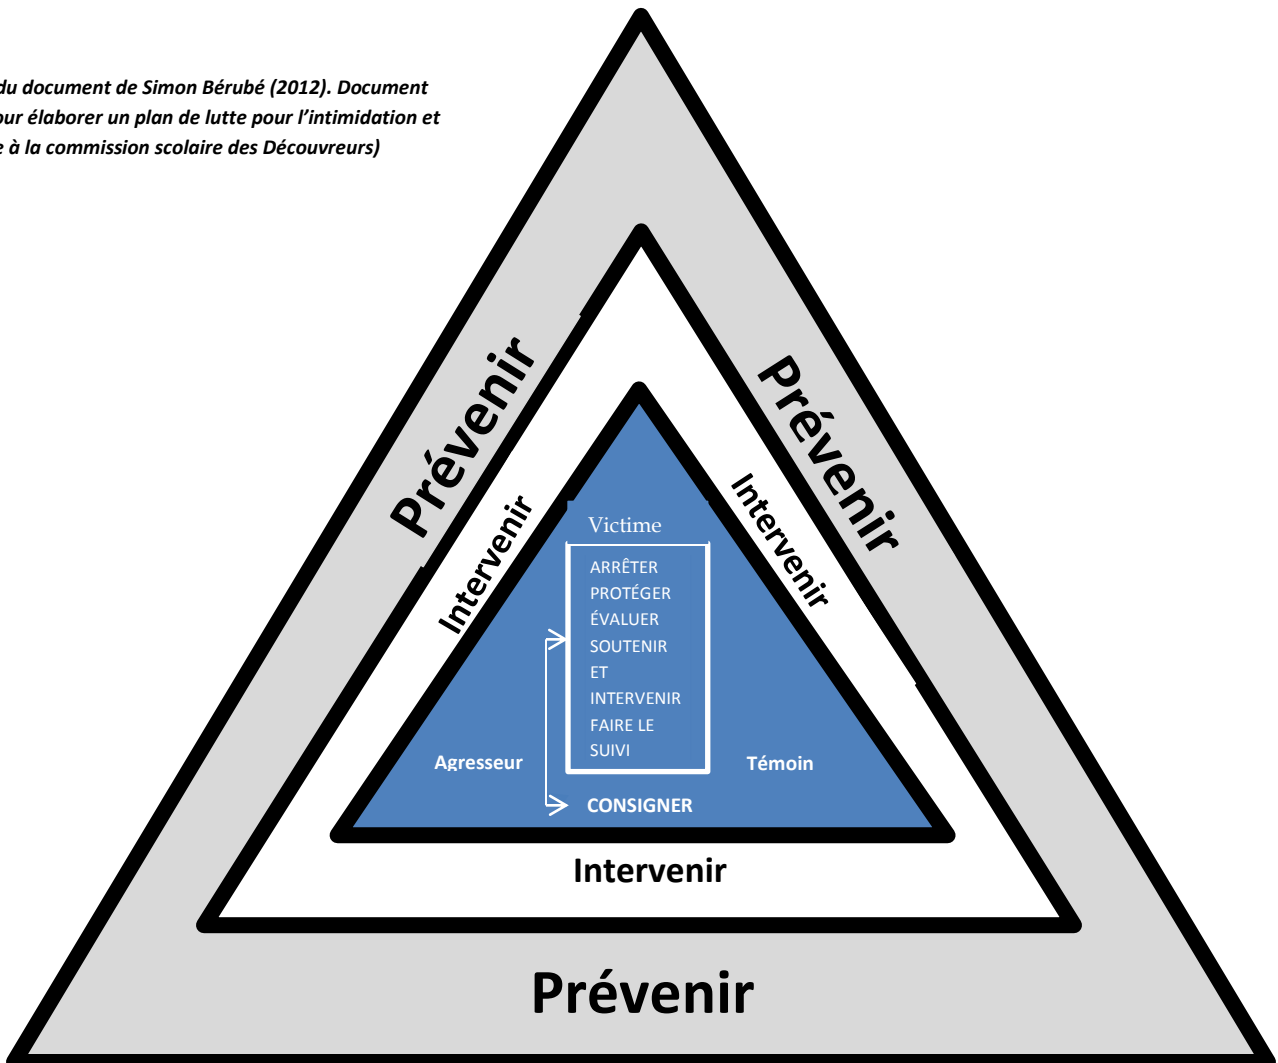 du document de Simon Bérubé (2012). Document
our élaborer un plan de lutte pour l'intimidation et
e à la commission scolaire des Découvreurs)
Prévenir
Prévenir
Intervenir
Intervenir
Victime
ARRÊTER
PROTÉGER
ÉVALUER
SOUTENIR
ET
INTERVENIR
FAIRE LE
SUIVI
Agresseur
Témoin
CONSIGNER
Intervenir
Prévenir